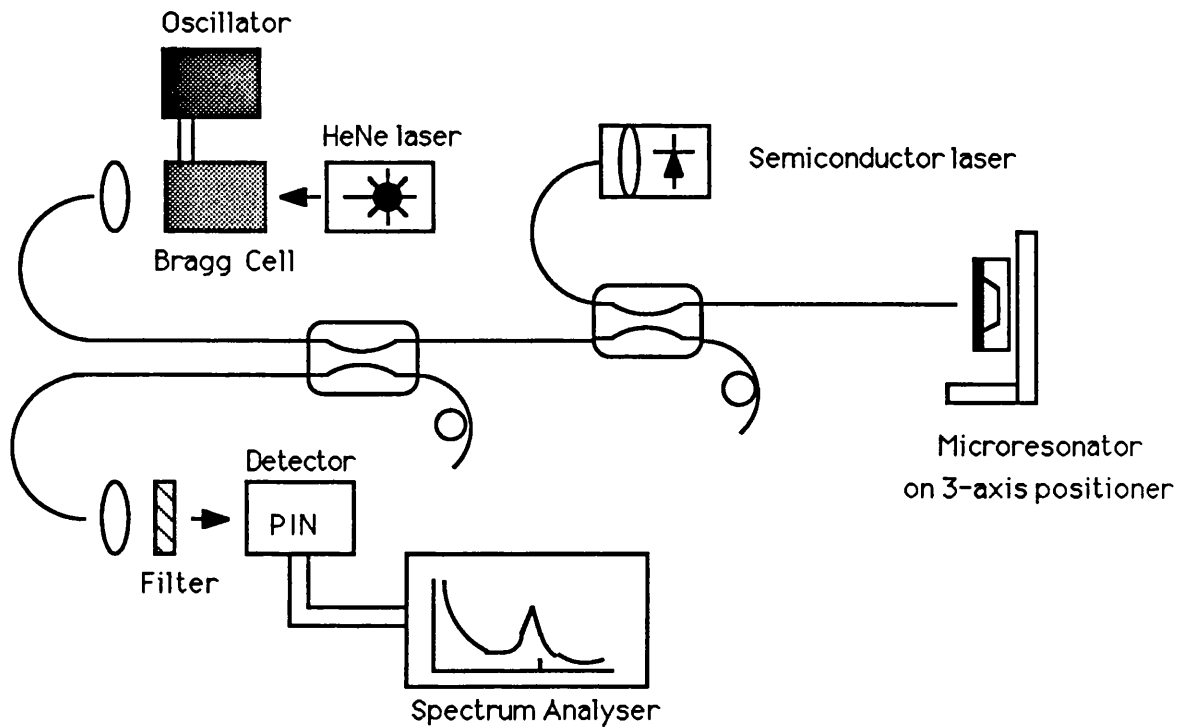 Oscillator
HeNe laser
Semiconductor laser
Bragg Cell
Microresonator
on 3-axis positioner
Detector
PIN
Filter
Spectrum Analyser